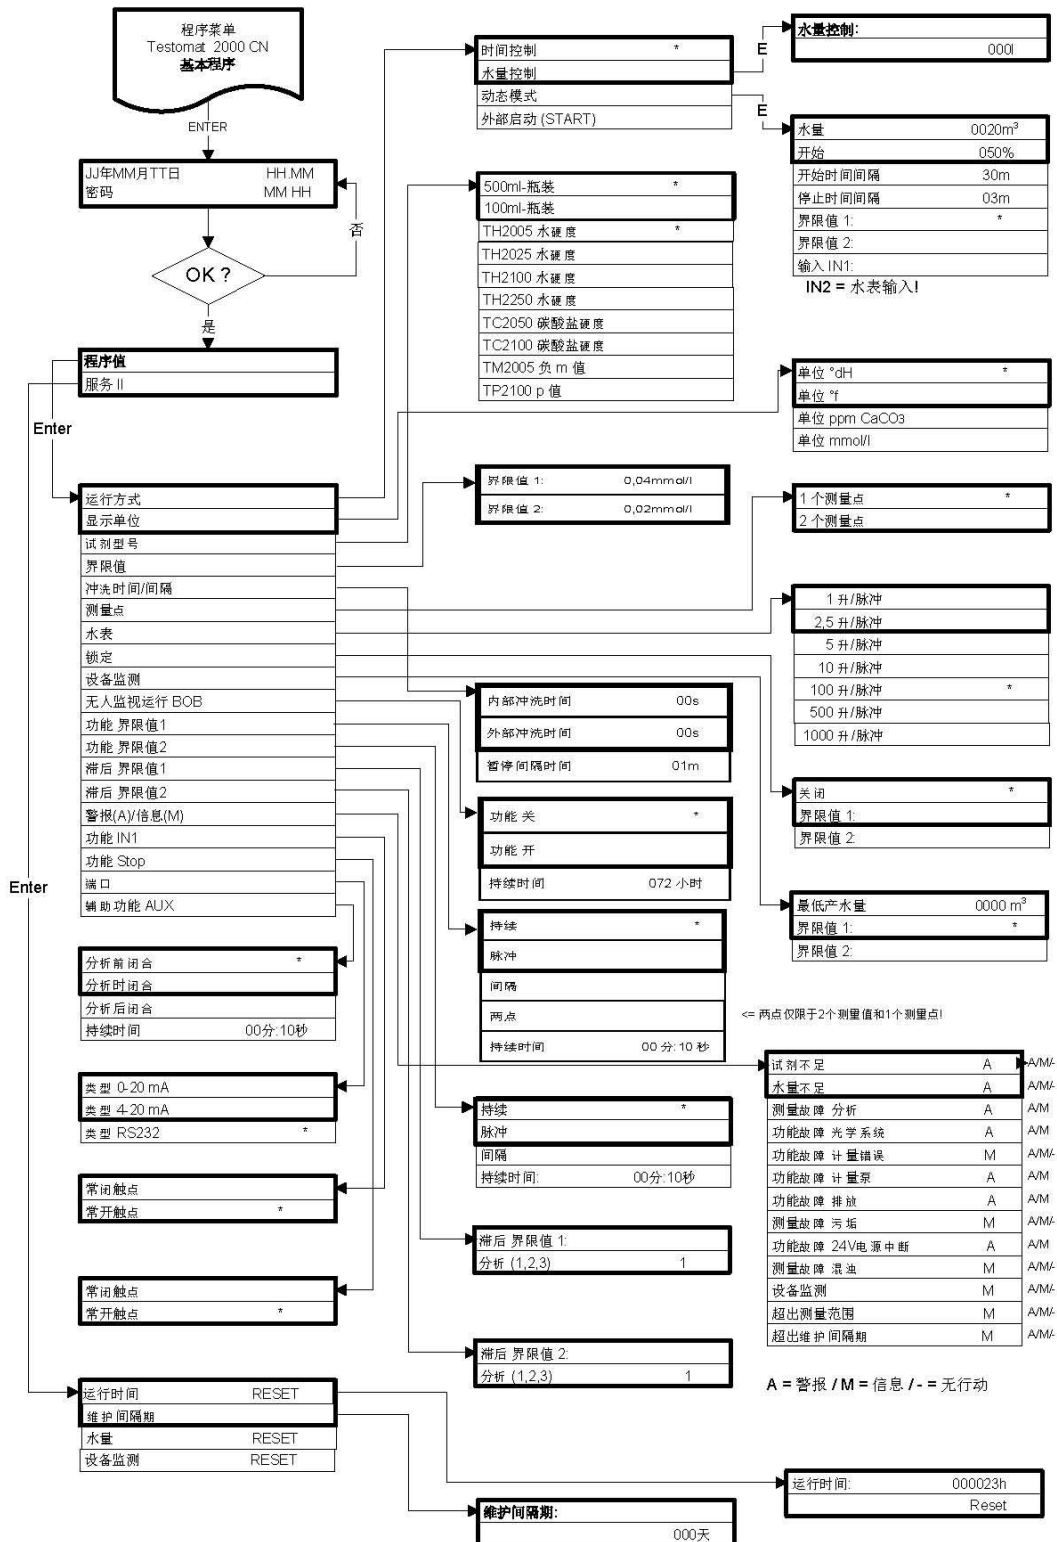 程序菜单
Testomat 2000 CN
基本程序
ENTER
JJ年MM月TT日 HH.MM
密码 MM HH
否
OK ?
是
程序值
服务 II
Enter
运行方式
显示单位
试剂型号
界限值
冲洗时间/间隔
测量点
水表
锁定
设备监测
无人监视运行 BOB
功能 界限值1
功能 界限值2
滞后 界限值1
滞后 界限值2
警报(A)/信息(M)
功能 IN1
功能 Stop
端口
辅助功能 AUX
Enter
分析前闭合 *
分析时闭合
分析后闭合
持续时间 00分:10秒
类型 0-20 mA
类型 4-20 mA
类型 RS232 *
常闭触点
常开触点 *
常闭触点
常开触点 *
运行时间 RESET
维护间隔期
水量 RESET
设备监测 RESET
时间控制 *
水量控制
动态模式
外部启动 (START)
E
E
500ml-瓶装 *
100ml-瓶装
TH2005 水硬度 *
TH2025 水硬度
TH2100 水硬度
TH2250 水硬度
TC2050 碳酸盐硬度
TC2100 碳酸盐硬度
TM2005 负 m 值
TP2100 p 值
界限值 1: 0,04mmol/l
界限值 2: 0,02mmol/l
内部冲洗时间 00s
外部冲洗时间 00s
暂停间隔时间 01m
功能 关 *
功能 开
持续时间 072 小时
持续 *
脉冲
间隔
两点
持续时间 00 分: 10 秒
<= 两点仅限于2个测量值和1个测量点!
持续 *
脉冲
间隔
持续时间: 00分:10秒
滞后 界限值 1:
分析 (1,2,3) 1
滞后 界限值 2:
分析 (1,2,3) 1
维护间隔期:
000天
水量控制:
000l
水量 0020m³
开始 050%
开始时间间隔 30m
停止时间间隔 03m
界限值 1: *
界限值 2:
输入 IN1:
IN2 = 水表输入!
单位 °dH *
单位 °f
单位 ppm CaCO3
单位 mmol/l
1 个测量点 *
2 个测量点
1 升/脉冲
2,5 升/脉冲
5 升/脉冲
10 升/脉冲
100 升/脉冲 *
500 升/脉冲
1000 升/脉冲
关闭 *
界限值 1:
界限值 2:
最低产水量 0000 m³
界限值 1: *
界限值 2:
试剂不足 A A/M/-
水量不足 A A/M/-
测量故障 分析 A A/M
功能故障 光学系统 A A/M
功能故障 计量错误 M A/M/-
功能故障 计量泵 A A/M
功能故障 排放 A A/M
测量故障 污垢 M A/M/-
功能故障 24V电源中断 A A/M
测量故障 混浊 M A/M/-
设备监测 M A/M/-
超出测量范围 M A/M/-
超出维护间隔期 M A/M/-
A = 警报 / M = 信息 / - = 无行动
运行时间: 000023h
Reset